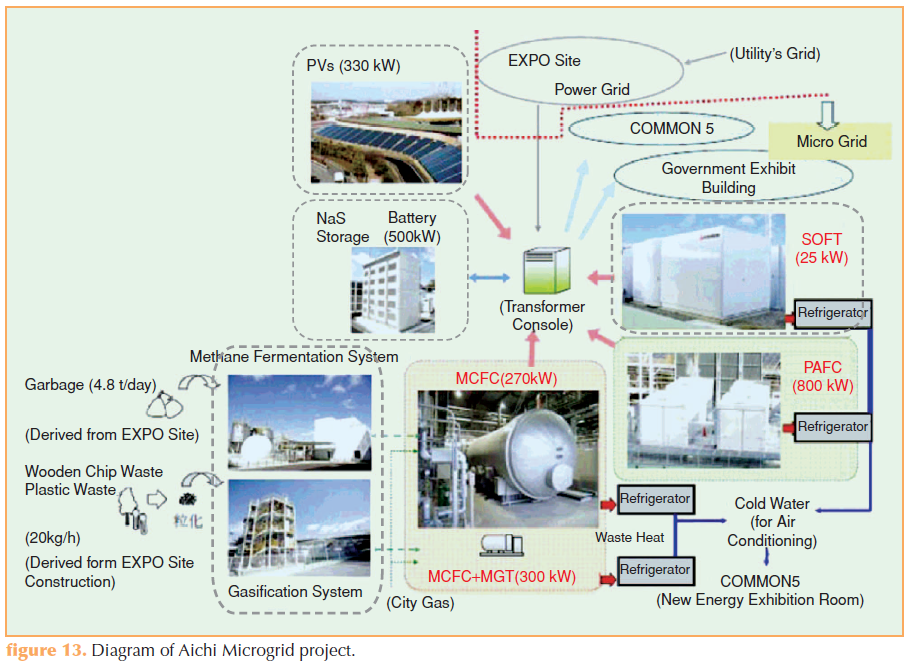 PVs (330 kW)
EXPO Site
Power Grid
(Utility's Grid)
COMMON 5
Micro Grid
Government Exhibit
Building
NaS Battery
Storage (500kW)
SOFT
(25 kW)
Refrigerator
(Transformer
Console)
Methane Fermentation System
Garbage (4.8 t/day)
(Derived from EXPO Site)
Wooden Chip Waste
Plastic Waste
粒化
(20kg/h)
(Derived form EXPO Site
Construction)
Gasification System
MCFC(270kW)
PAFC
(800 kW)
Refrigerator
Refrigerator
Waste Heat
Refrigerator
MCFC+MGT(300 kW)
(City Gas)
Cold Water
(for Air
Conditioning)
COMMON5
(New Energy Exhibition Room)
figure 13. Diagram of Aichi Microgrid project.